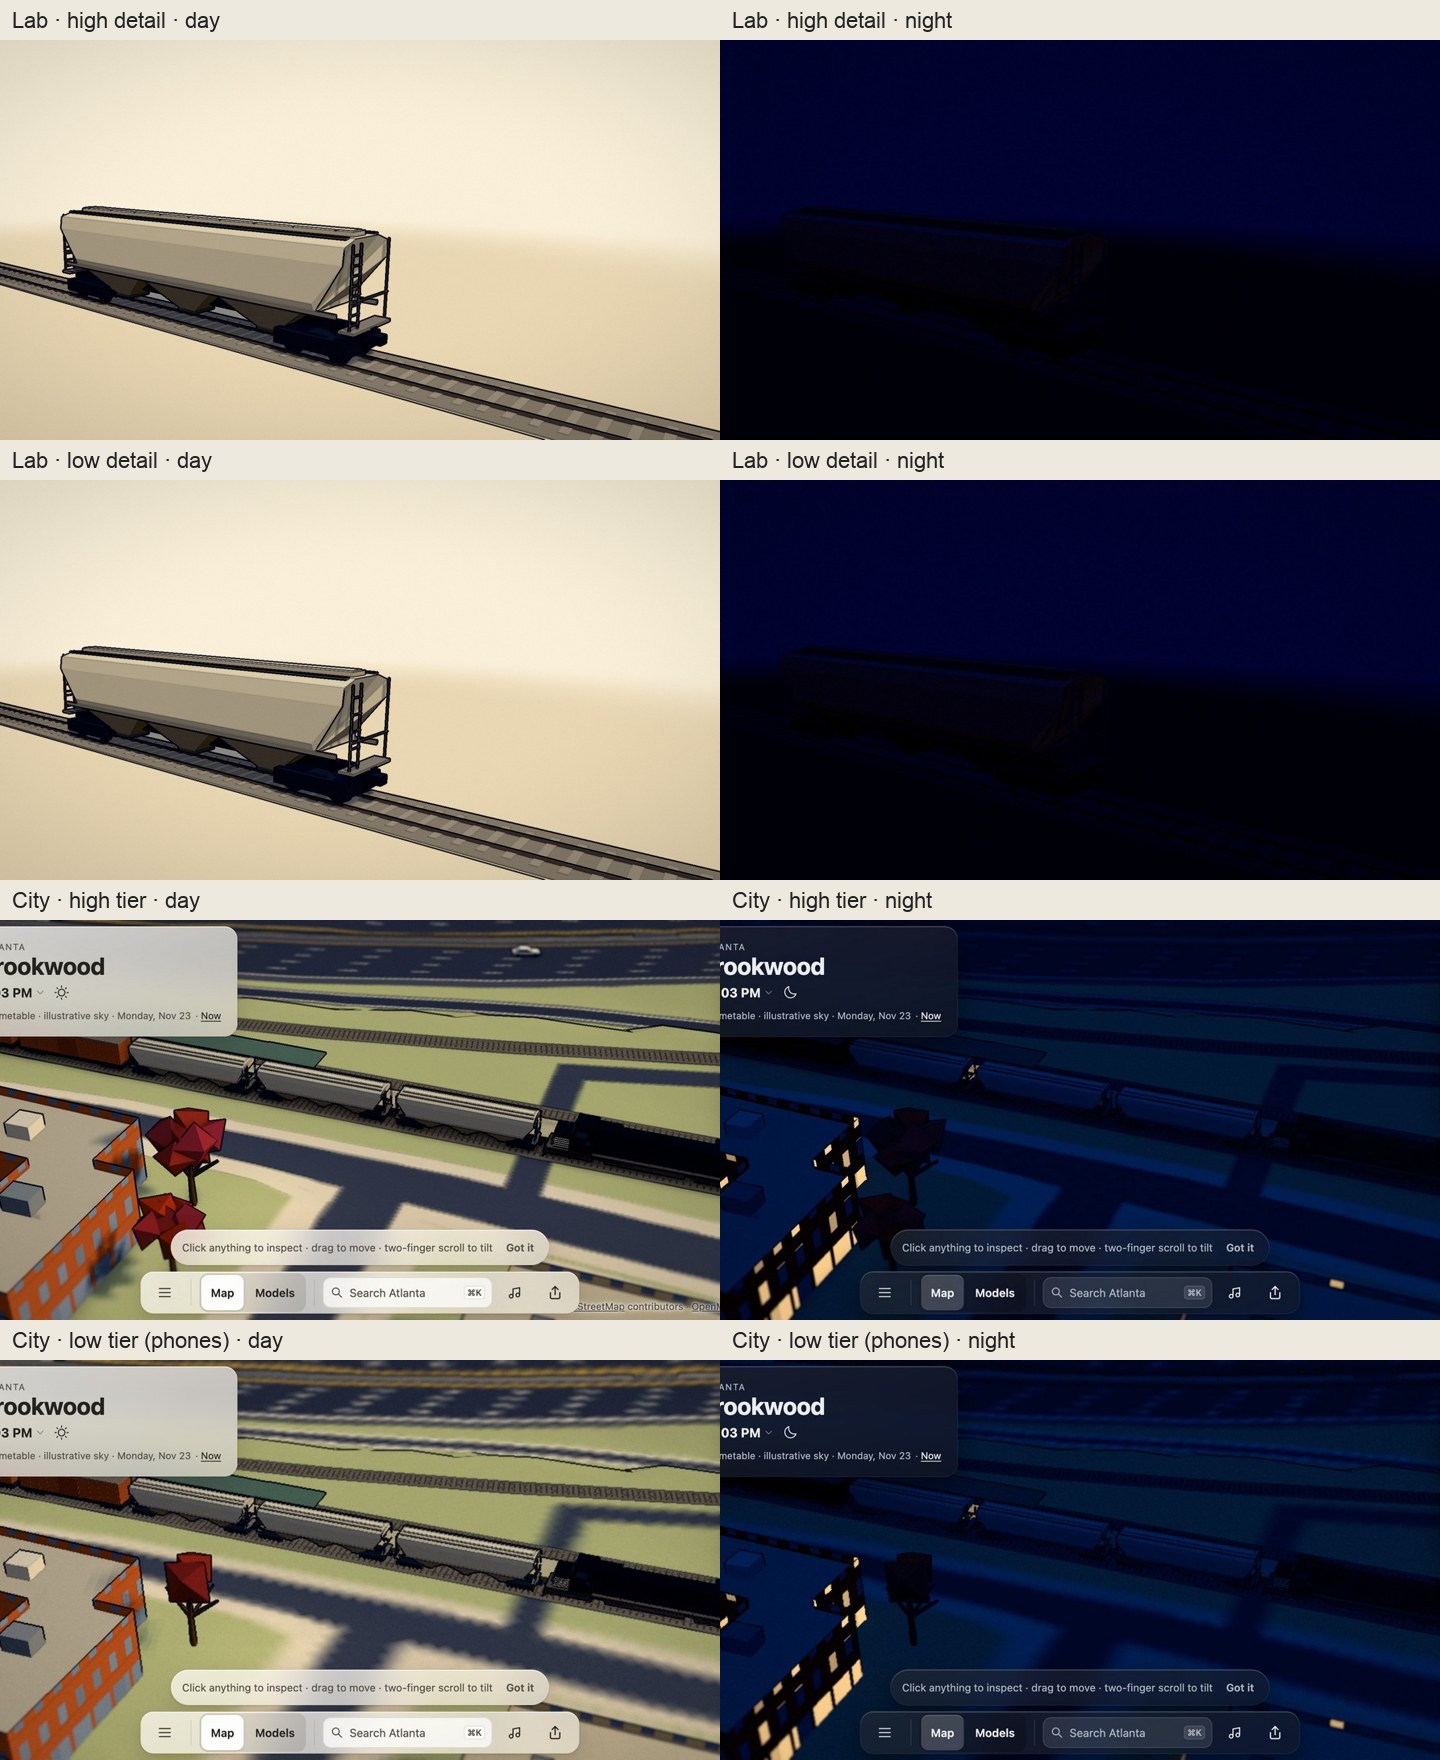 Lab · high detail · day
Lab · high detail · night
Lab · low detail · day
Lab · low detail · night
City · high tier · day
City · high tier · night
ANTA
rookwood
03 PM
metable · illustrative sky · Monday, Nov 23 · Now
Click anything to inspect · drag to move · two-finger scroll to tilt Got it
Map Models Search Atlanta ⌘K
StreetMap contributors
ANTA
rookwood
03 PM
metable · illustrative sky · Monday, Nov 23 · Now
Click anything to inspect · drag to move · two-finger scroll to tilt Got it
Map Models Search Atlanta ⌘K
City · low tier (phones) · day
City · low tier (phones) · night
ANTA
rookwood
03 PM
metable · illustrative sky · Monday, Nov 23 · Now
Click anything to inspect · drag to move · two-finger scroll to tilt Got it
Map Models Search Atlanta ⌘K
ANTA
rookwood
03 PM
metable · illustrative sky · Monday, Nov 23 · Now
Click anything to inspect · drag to move · two-finger scroll to tilt Got it
Map Models Search Atlanta ⌘K